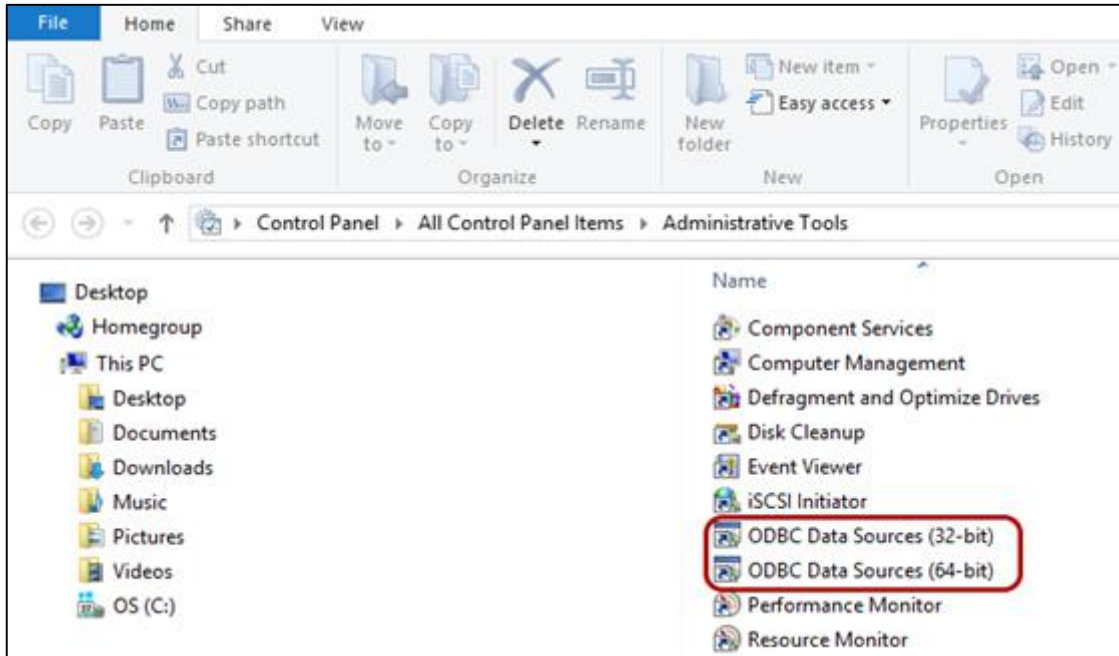 File Home Share View
Cut
Copy path
Paste shortcut
Copy Paste
Clipboard
Move to
Copy to
Delete Rename
Organize
New folder
New item
Easy access
New
Properties
Open
Edit
History
Open
Control Panel All Control Panel Items Administrative Tools
Desktop
Homegroup
This PC
Desktop
Documents
Downloads
Music
Pictures
Videos
OS (C:)
Name
Component Services
Computer Management
Defragment and Optimize Drives
Disk Cleanup
Event Viewer
iSCSI Initiator
ODBC Data Sources (32-bit)
ODBC Data Sources (64-bit)
Performance Monitor
Resource Monitor